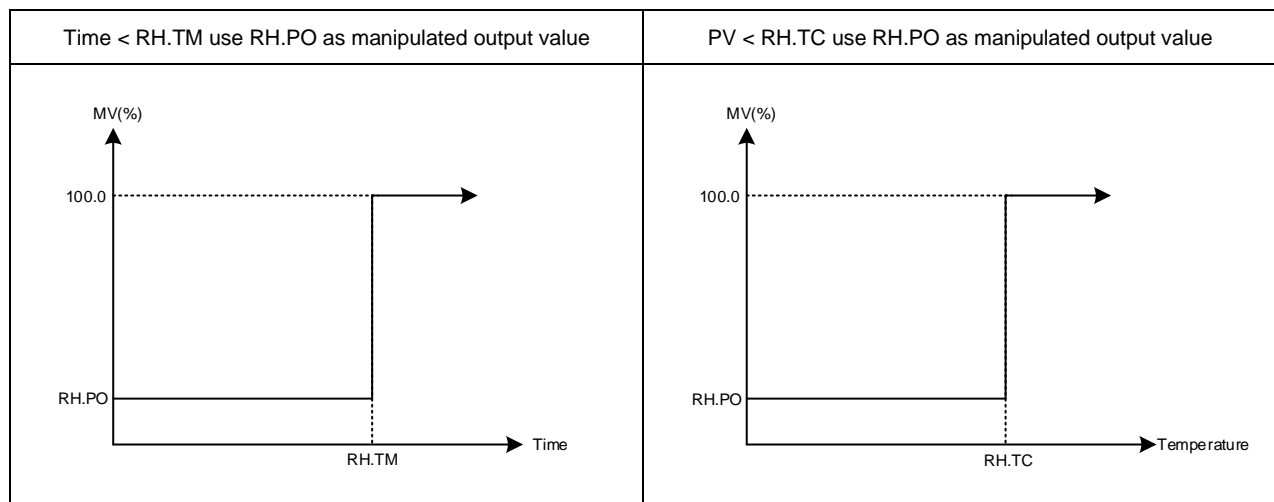 Time < RH.TM use RH.PO as manipulated output value
PV < RH.TC use RH.PO as manipulated output value
MV(%)
100.0
RH.PO
RH.TM
Time
MV(%)
100.0
RH.PO
RH.TC
Temperature